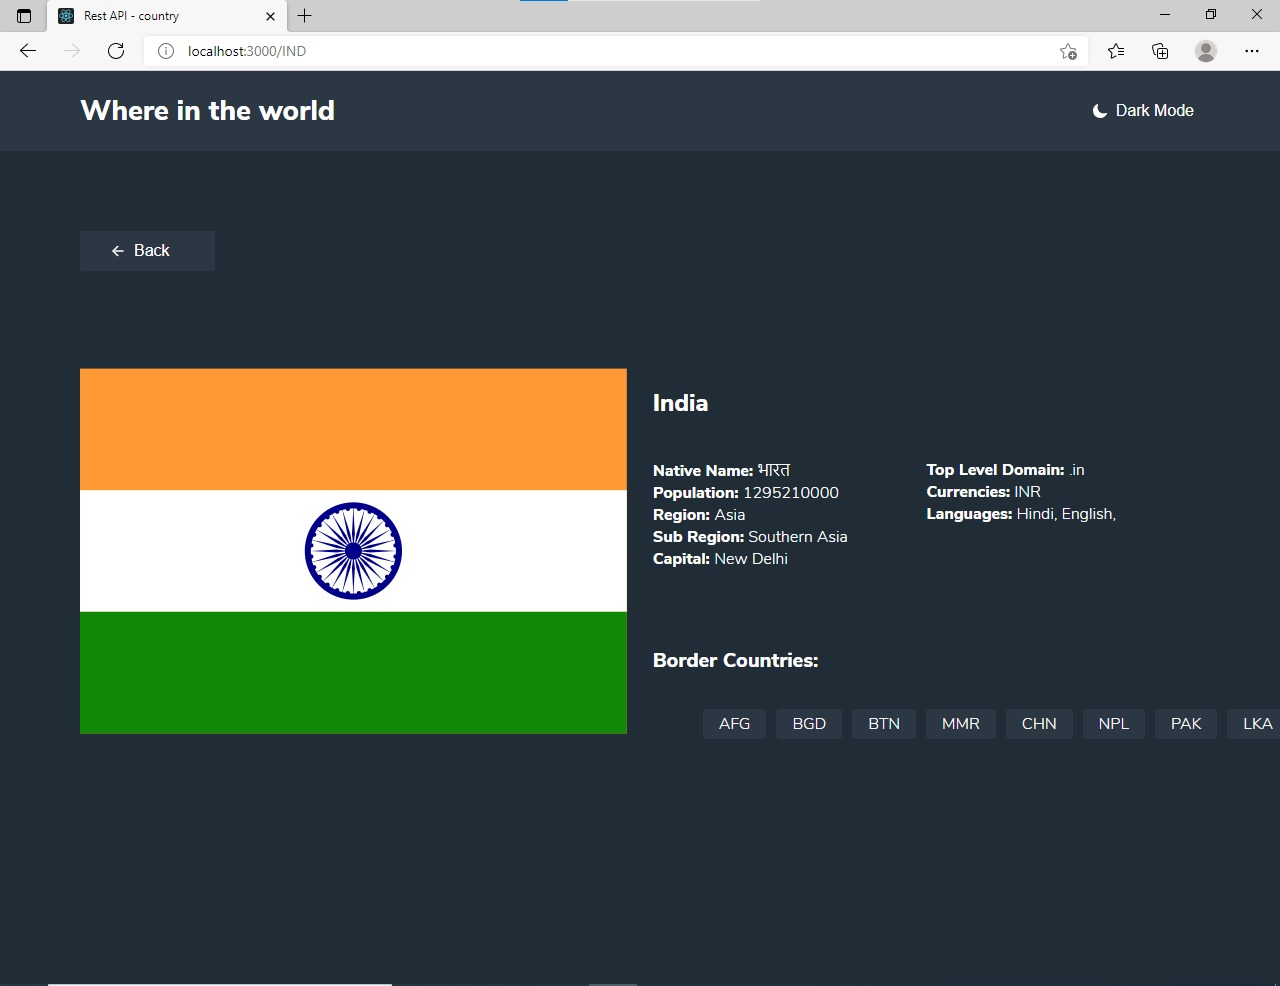 Rest API - country
localhost:3000/IND
Where in the world
Dark Mode
Back
India
Native Name: भारत
Population: 1295210000
Region: Asia
Sub Region: Southern Asia
Capital: New Delhi
Top Level Domain: .in
Currencies: INR
Languages: Hindi, English,
Border Countries:
AFG BGD BTN MMR CHN NPL PAK LKA